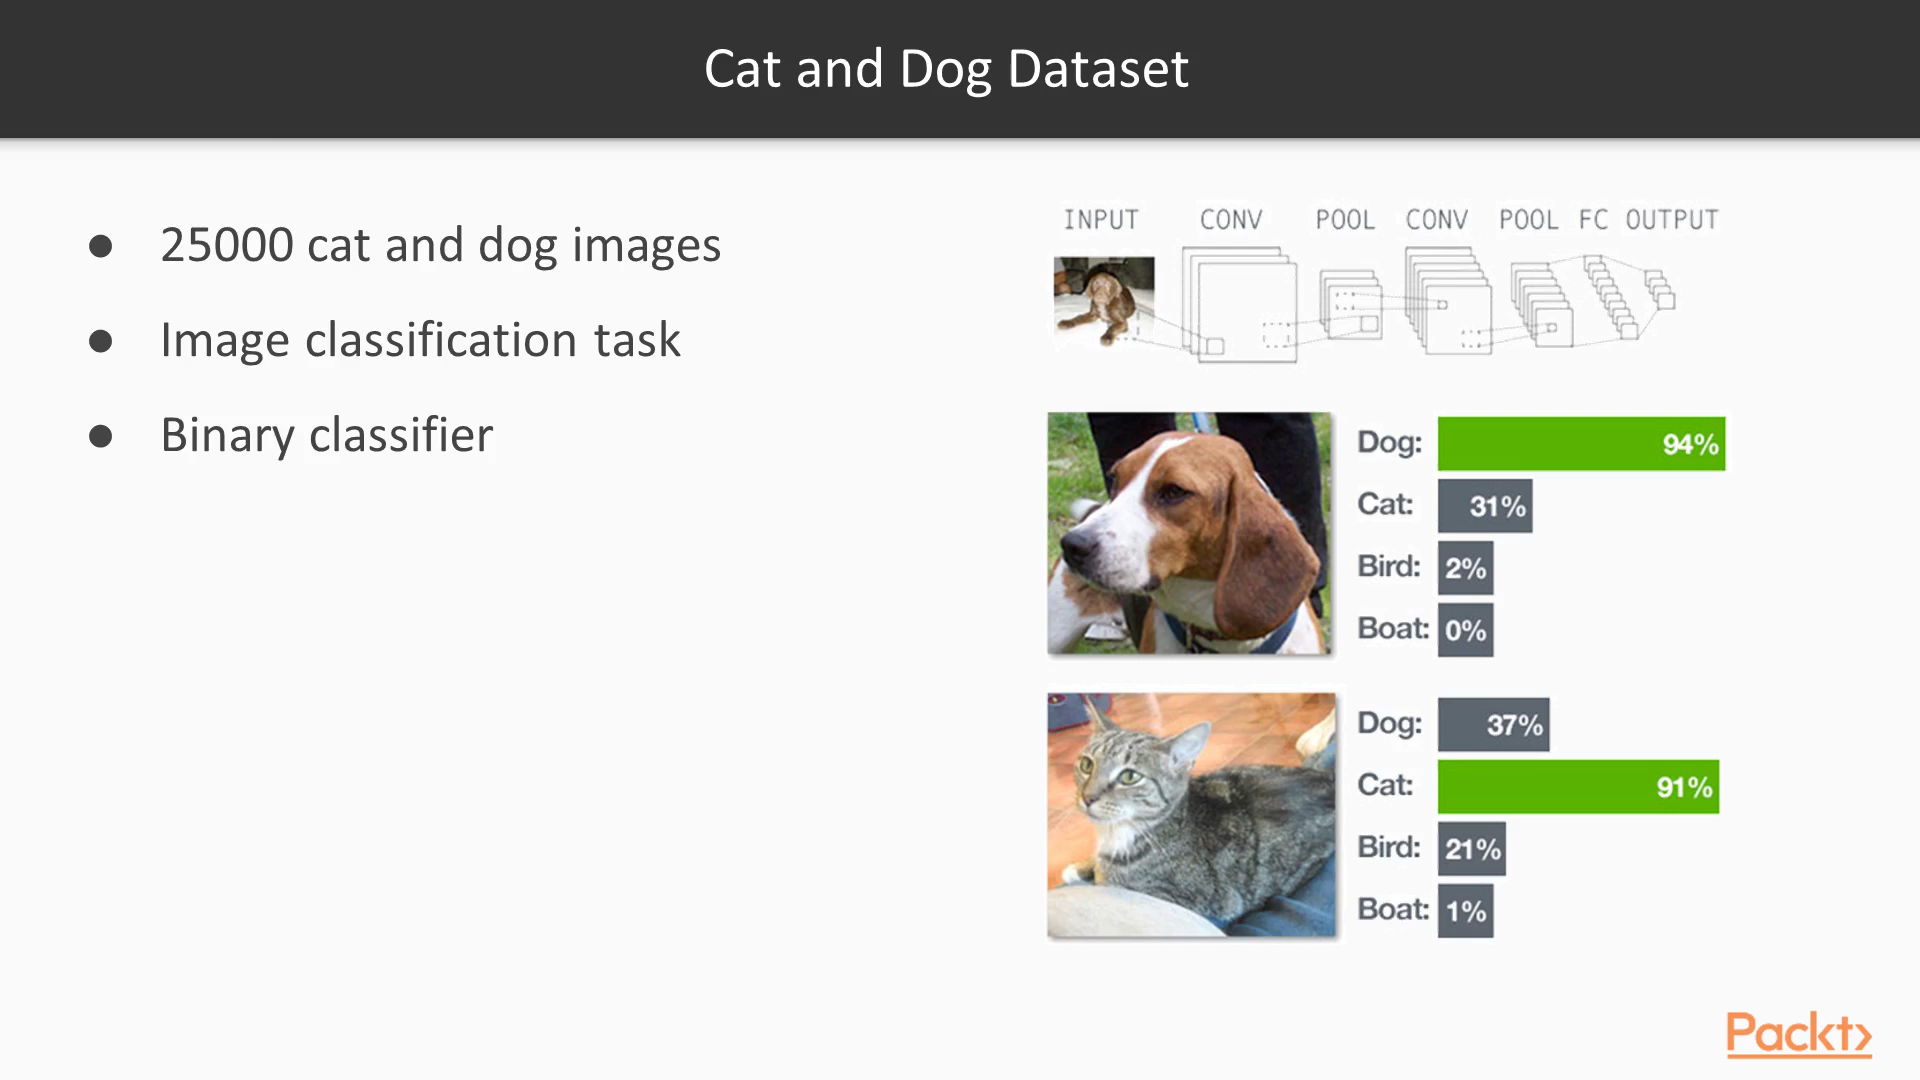 Cat and Dog Dataset
● 25000 cat and dog images
● Image classification task
● Binary classifier
INPUT CONV POOL CONV POOL FC OUTPUT
Dog: 94%
Cat: 31%
Bird: 2%
Boat: 0%
Dog: 37%
Cat: 91%
Bird: 21%
Boat: 1%
Packt>